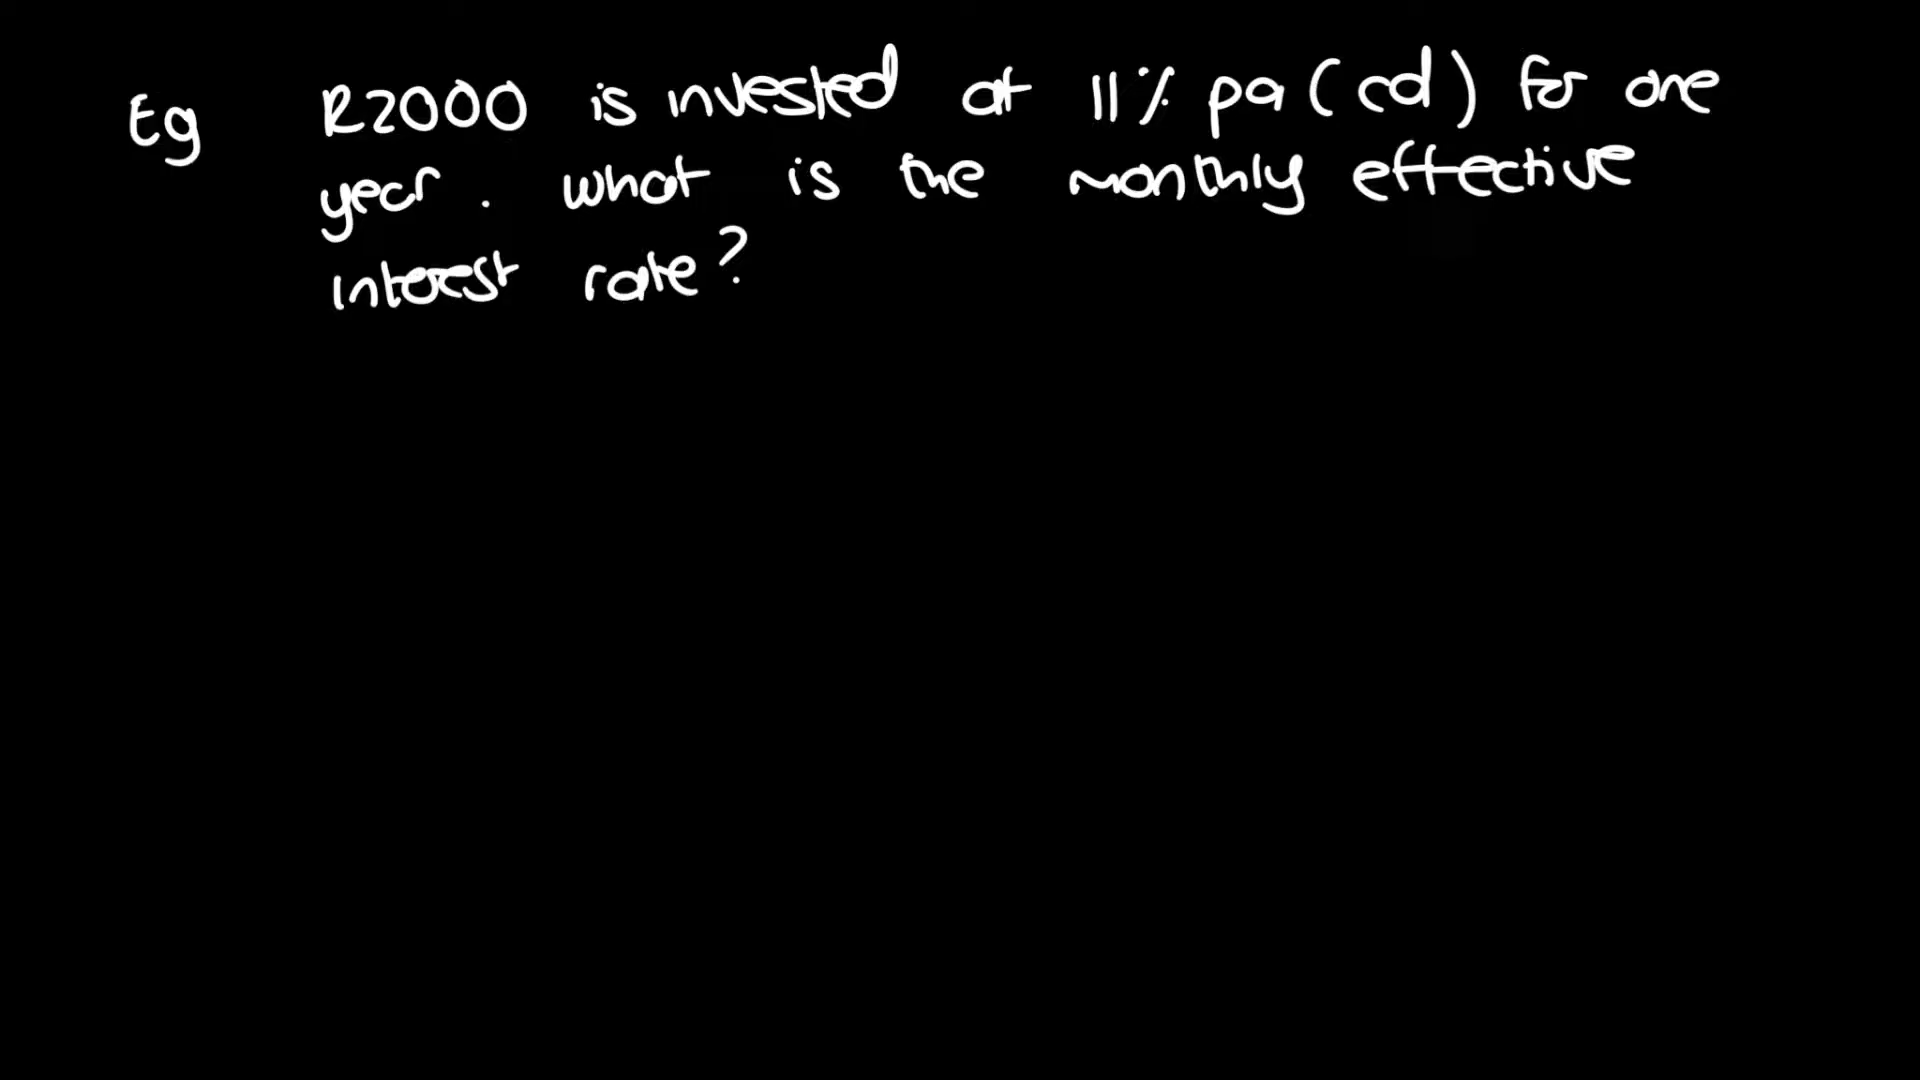 Eg R2000 is invested at 11% pa (cd) for one
year. what is the monthly effective
interest rate?